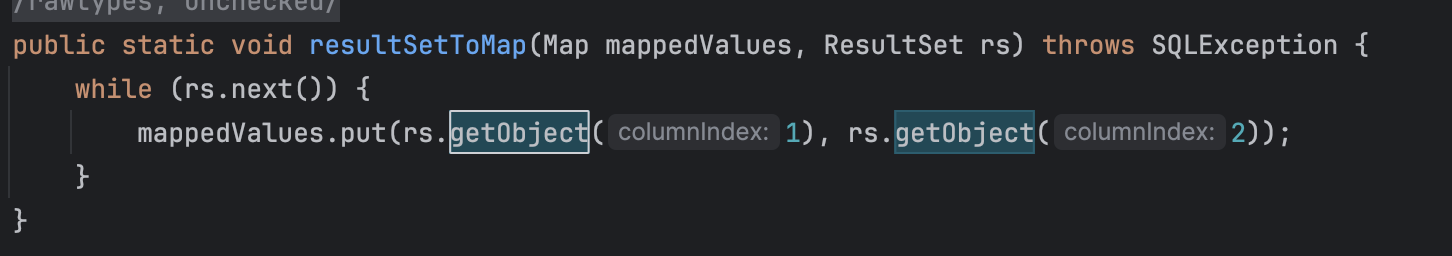 /rawtypes, unchecked/
public static void resultSetToMap(Map mappedValues, ResultSet rs) throws SQLException {
while (rs.next()) {
mappedValues.put(rs.getObject( columnIndex: 1), rs.getObject( columnIndex: 2));
}
}